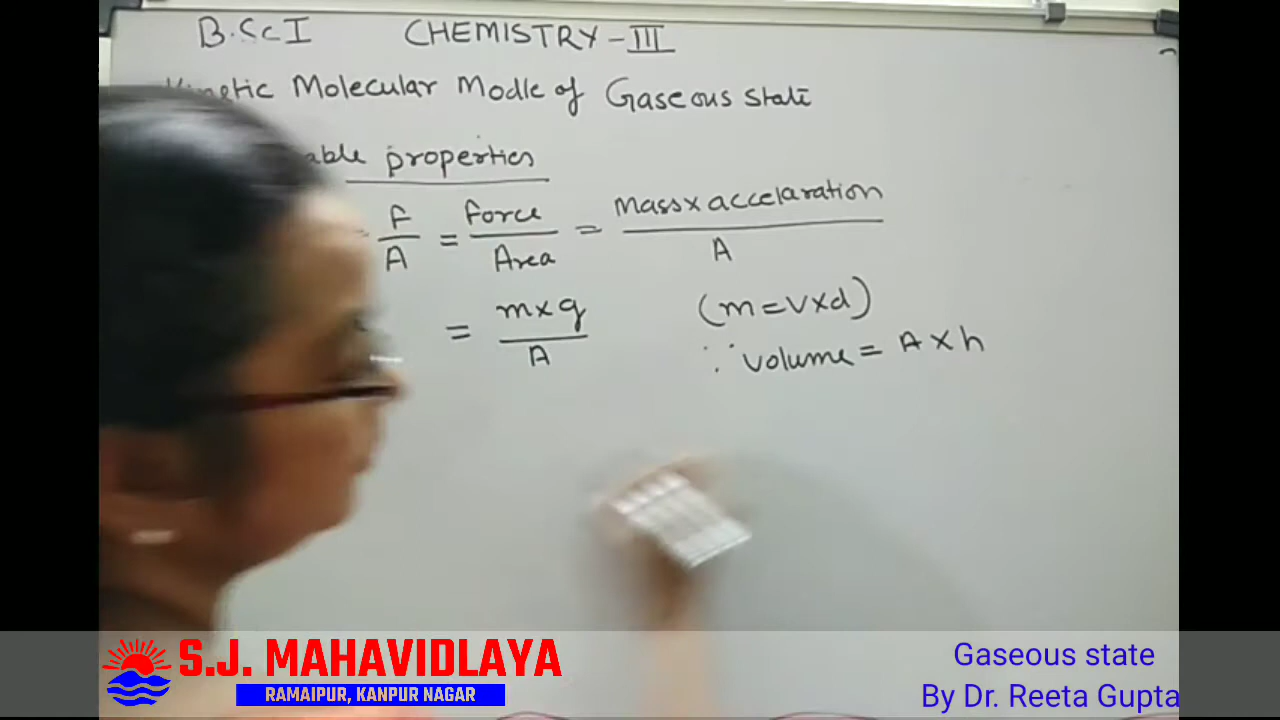 B.Sc I CHEMISTRY-III
Kinetic Molecular Modle of Gaseous state
properties
F/A = Force/Area = Mass x accelaration/A
= m x g/A (m = V x d)
∵ volume = A x h
S.J. MAHAVIDLAYA
RAMAIPUR, KANPUR NAGAR
Gaseous state
By Dr. Reeta Gupta